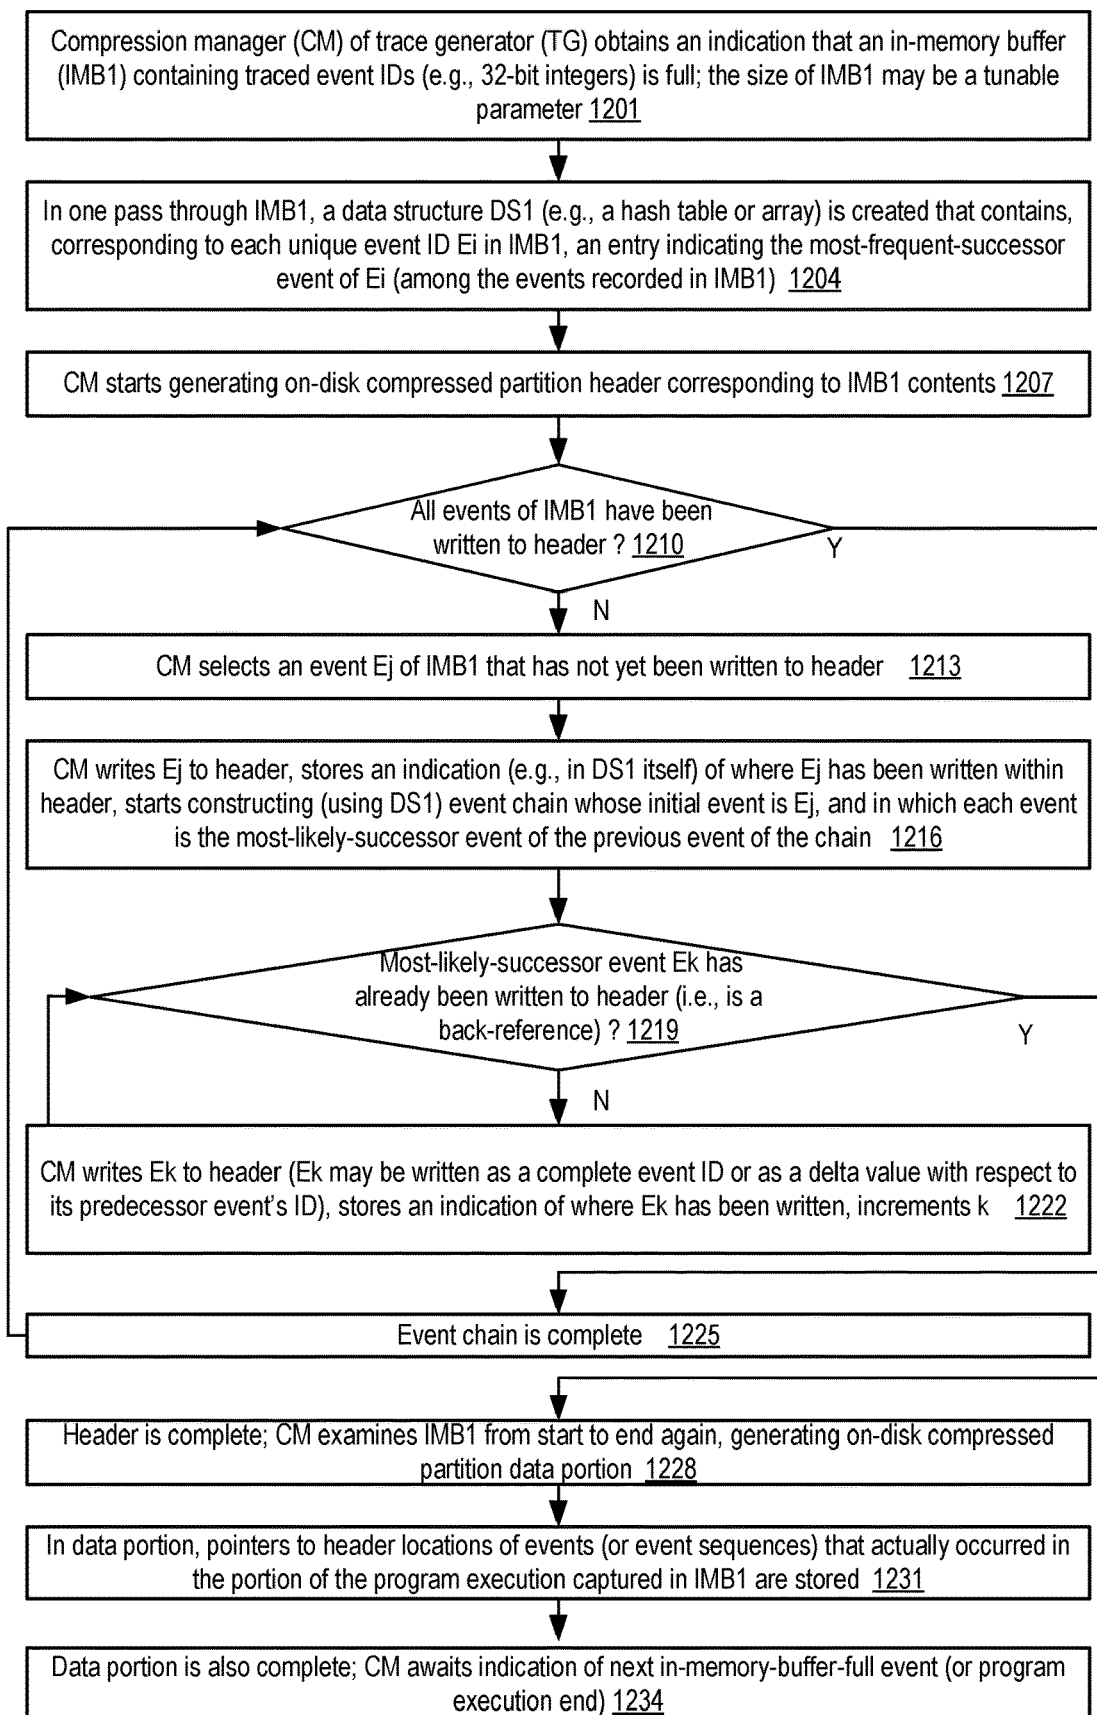 Compression manager (CM) of trace generator (TG) obtains an indication that an in-memory buffer
(IMB1) containing traced event IDs (e.g., 32-bit integers) is full; the size of IMB1 may be a tunable
parameter 1201
In one pass through IMB1, a data structure DS1 (e.g., a hash table or array) is created that contains,
corresponding to each unique event ID Ei in IMB1, an entry indicating the most-frequent-successor
event of Ei (among the events recorded in IMB1) 1204
CM starts generating on-disk compressed partition header corresponding to IMB1 contents 1207
All events of IMB1 have been
written to header ? 1210
Y
N
CM selects an event Ej of IMB1 that has not yet been written to header 1213
CM writes Ej to header, stores an indication (e.g., in DS1 itself) of where Ej has been written within
header, starts constructing (using DS1) event chain whose initial event is Ej, and in which each event
is the most-likely-successor event of the previous event of the chain 1216
Most-likely-successor event Ek has
already been written to header (i.e., is a
back-reference) ? 1219
Y
N
CM writes Ek to header (Ek may be written as a complete event ID or as a delta value with respect to
its predecessor event's ID), stores an indication of where Ek has been written, increments k 1222
Event chain is complete 1225
Header is complete; CM examines IMB1 from start to end again, generating on-disk compressed
partition data portion 1228
In data portion, pointers to header locations of events (or event sequences) that actually occurred in
the portion of the program execution captured in IMB1 are stored 1231
Data portion is also complete; CM awaits indication of next in-memory-buffer-full event (or program
execution end) 1234